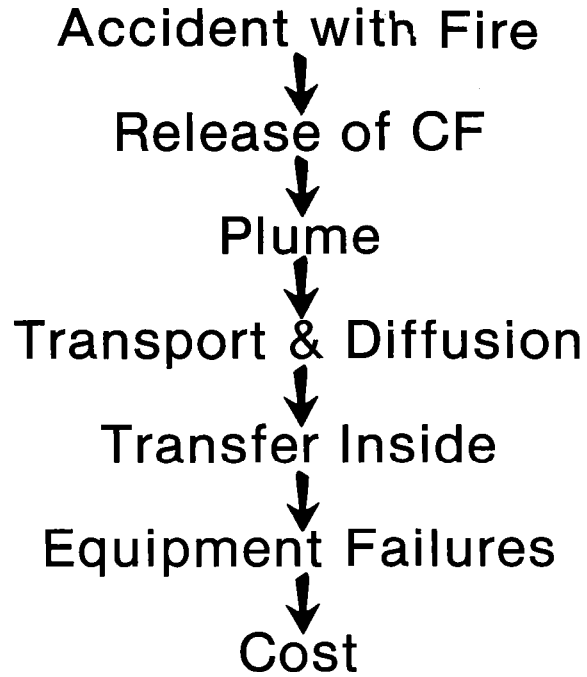 Accident with Fire
Release of CF
Plume
Transport & Diffusion
Transfer Inside
Equipment Failures
Cost